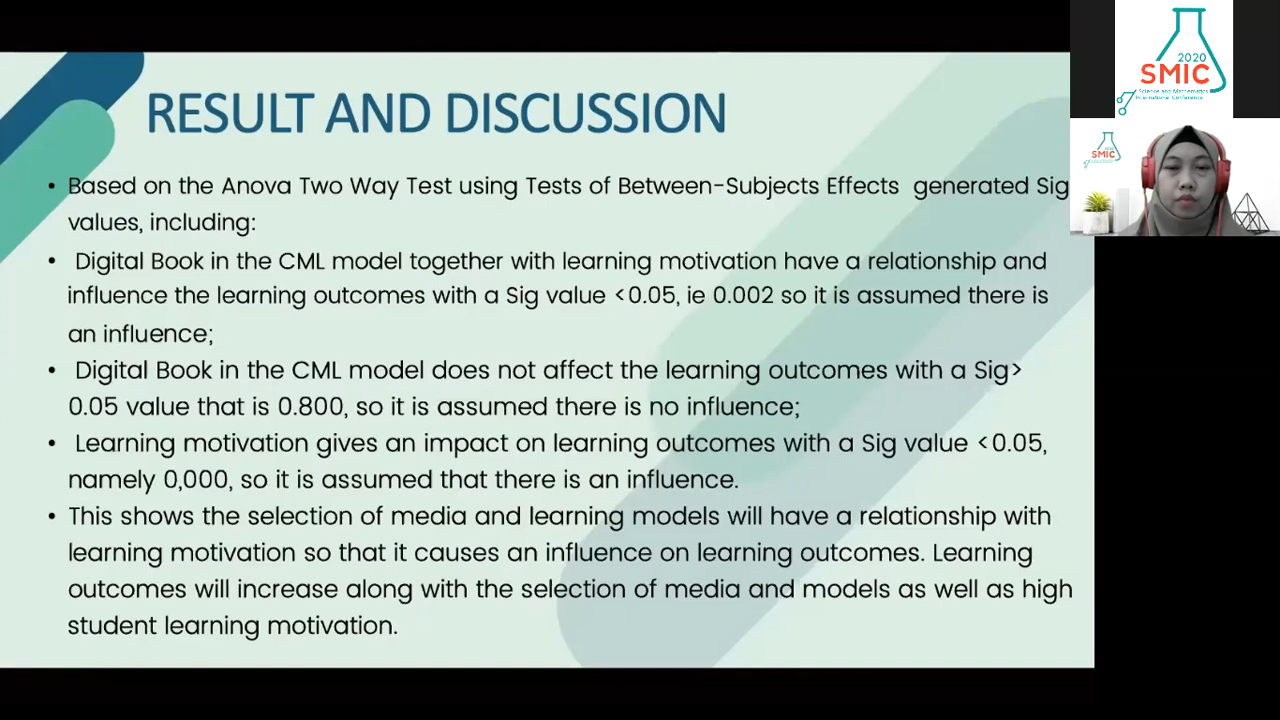 RESULT AND DISCUSSION
• Based on the Anova Two Way Test using Tests of Between-Subjects Effects generated Sig
values, including:
• Digital Book in the CML model together with learning motivation have a relationship and
influence the learning outcomes with a Sig value <0.05, ie 0.002 so it is assumed there is
an influence;
• Digital Book in the CML model does not affect the learning outcomes with a Sig>
0.05 value that is 0.800, so it is assumed there is no influence;
• Learning motivation gives an impact on learning outcomes with a Sig value <0.05,
namely 0,000, so it is assumed that there is an influence.
• This shows the selection of media and learning models will have a relationship with
learning motivation so that it causes an influence on learning outcomes. Learning
outcomes will increase along with the selection of media and models as well as high
student learning motivation.
2020
SMIC
Science and Mathematics
International Conference
SMIC